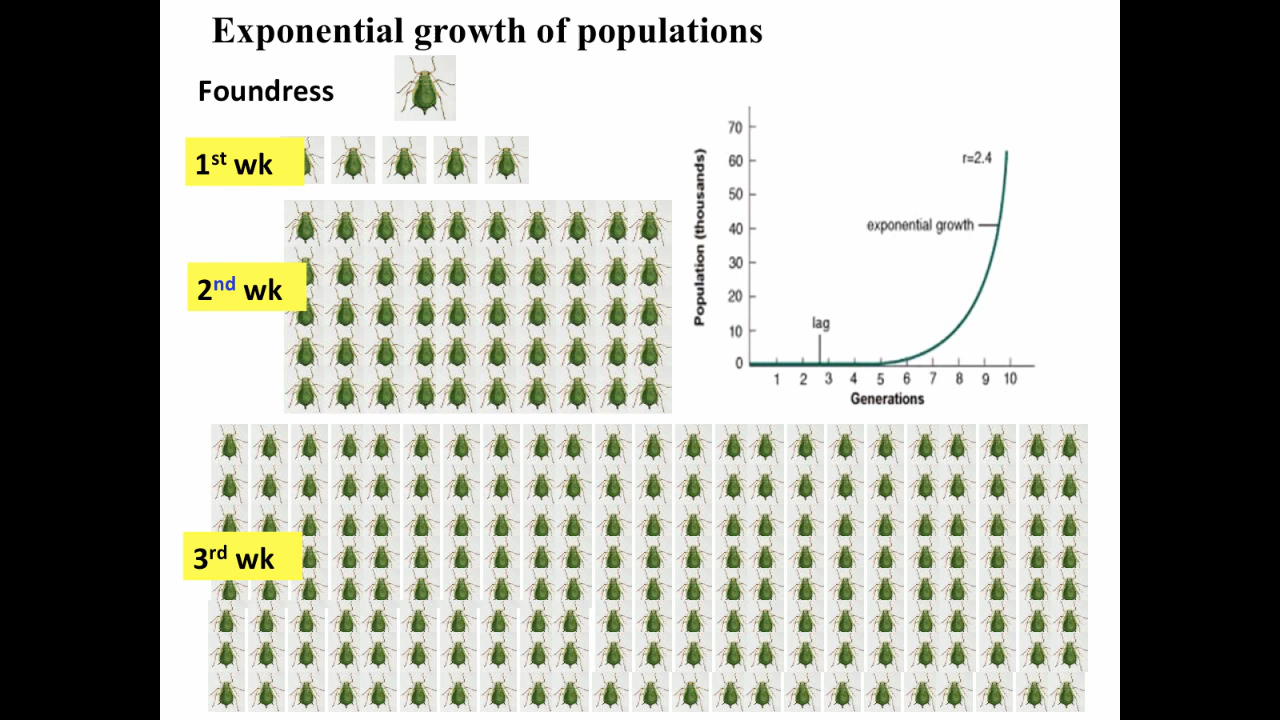 Exponential growth of populations
Foundress
1st wk
2nd wk
3rd wk
Population (thousands)
70
60
50
40
30
20
10
0
r=2.4
exponential growth
lag
1 2 3 4 5 6 7 8 9 10
Generations